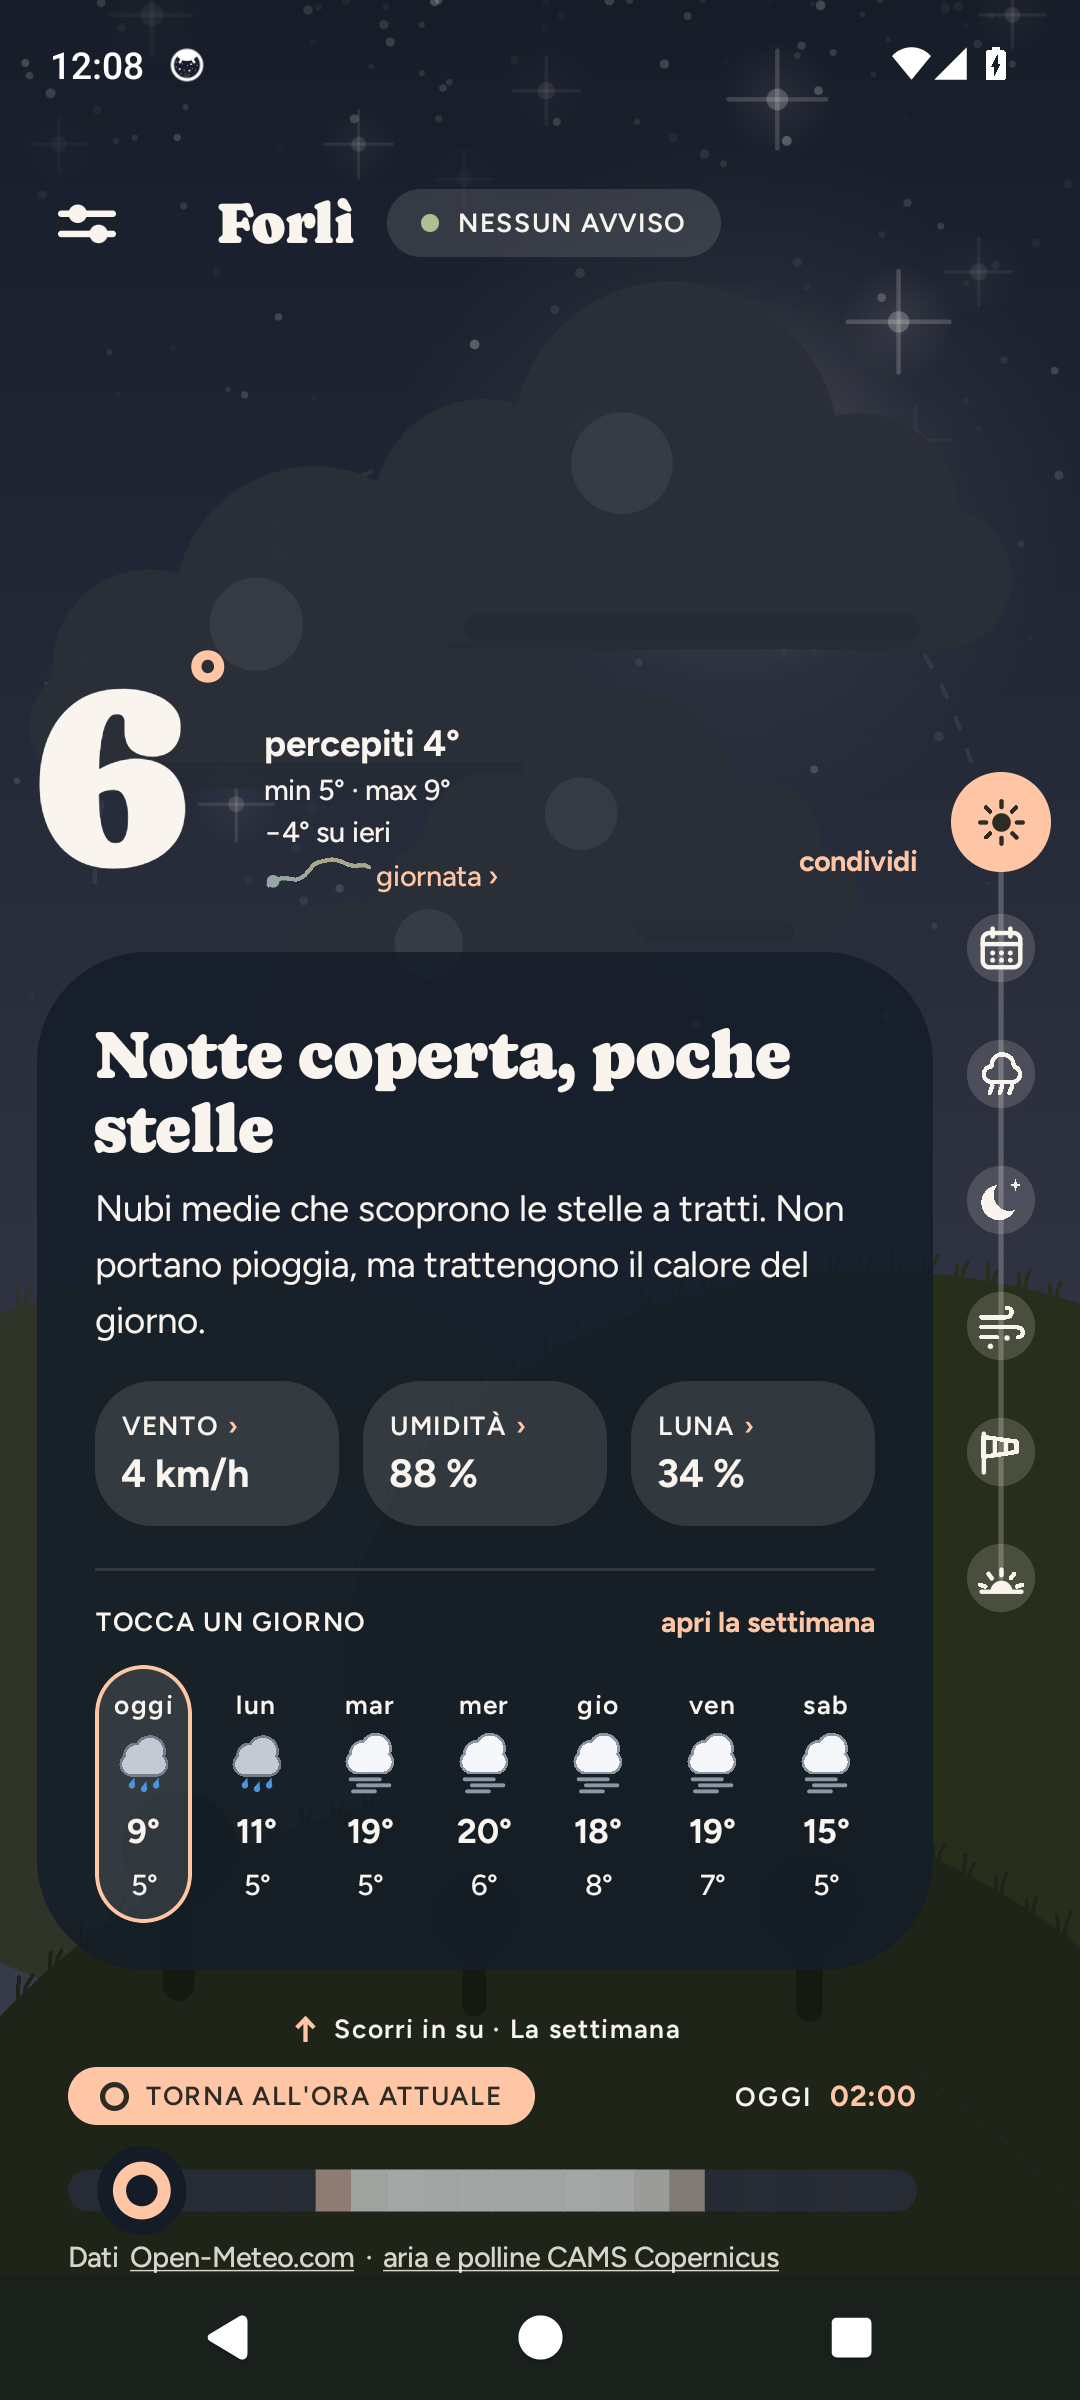 12:08
Forlì
NESSUN AVVISO
6°
percepiti 4°
min 5° · max 9°
−4° su ieri
giornata ›
condividi
Notte coperta, poche
stelle
Nubi medie che scoprono le stelle a tratti. Non
portano pioggia, ma trattengono il calore del
giorno.
VENTO › UMIDITÀ › LUNA ›
4 km/h 88 % 34 %
TOCCA UN GIORNO apri la settimana
oggi lun mar mer gio ven sab
9° 11° 19° 20° 18° 19° 15°
5° 5° 5° 6° 8° 7° 5°
↑ Scorri in su · La settimana
TORNA ALL'ORA ATTUALE OGGI 02:00
Dati Open-Meteo.com · aria e polline CAMS Copernicus